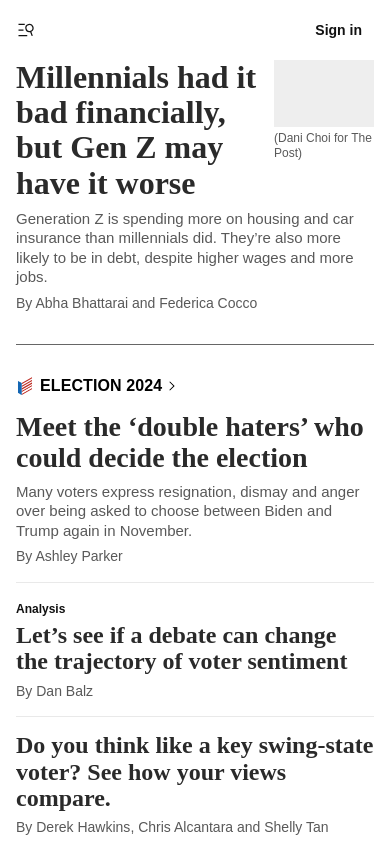 Sign in
Millennials had it
bad financially,
but Gen Z may
have it worse
(Dani Choi for The
Post)
Generation Z is spending more on housing and car
insurance than millennials did. They’re also more
likely to be in debt, despite higher wages and more
jobs.
By Abha Bhattarai and Federica Cocco
ELECTION 2024
Meet the ‘double haters’ who
could decide the election
Many voters express resignation, dismay and anger
over being asked to choose between Biden and
Trump again in November.
By Ashley Parker
Analysis
Let’s see if a debate can change
the trajectory of voter sentiment
By Dan Balz
Do you think like a key swing-state
voter? See how your views
compare.
By Derek Hawkins, Chris Alcantara and Shelly Tan